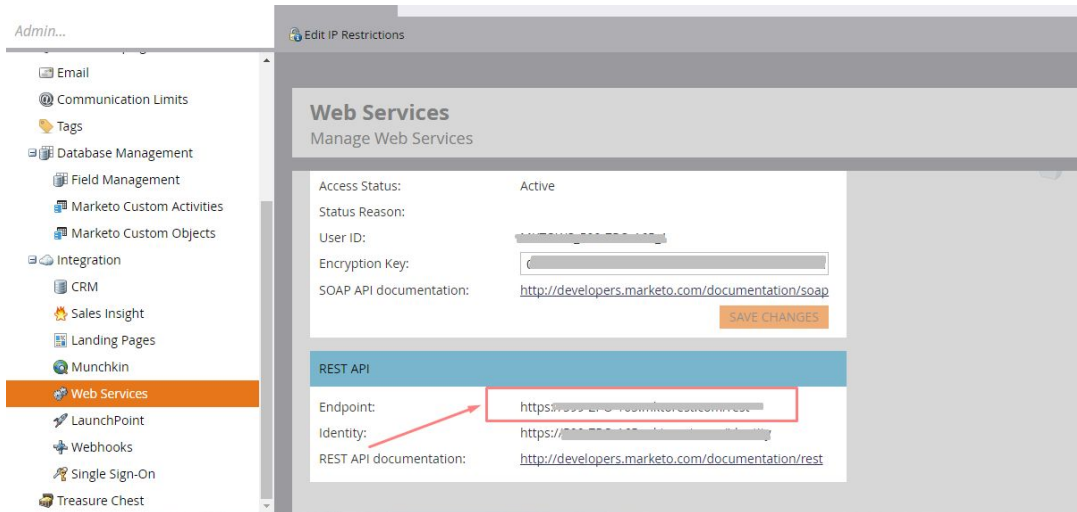 Admin...
Edit IP Restrictions
Email
Communication Limits
Tags
Database Management
Field Management
Marketo Custom Activities
Marketo Custom Objects
Integration
CRM
Sales Insight
Landing Pages
Munchkin
Web Services
LaunchPoint
Webhooks
Single Sign-On
Treasure Chest
Web Services
Manage Web Services
Access Status: Active
Status Reason:
User ID:
Encryption Key:
SOAP API documentation: http://developers.marketo.com/documentation/soap
SAVE CHANGES
REST API
Endpoint: https:
Identity: https://
REST API documentation: http://developers.marketo.com/documentation/rest